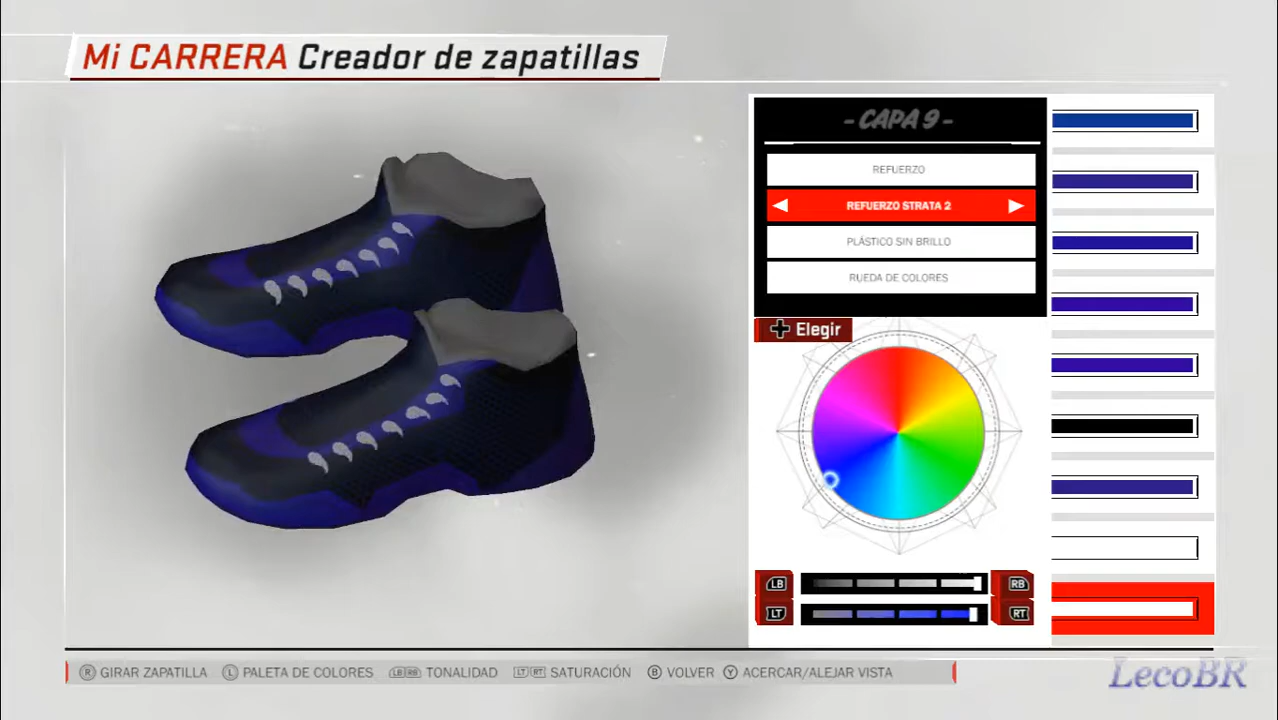 Mi CARRERA Creador de zapatillas
- CAPA 9 -
REFUERZO
REFUERZO STRATA 2
PLÁSTICO SIN BRILLO
RUEDA DE COLORES
Elegir
LB RB
LT RT
R GIRAR ZAPATILLA L PALETA DE COLORES LB RB TONALIDAD LT RT SATURACIÓN B VOLVER Y ACERCAR/ALEJAR VISTA
LecoBR